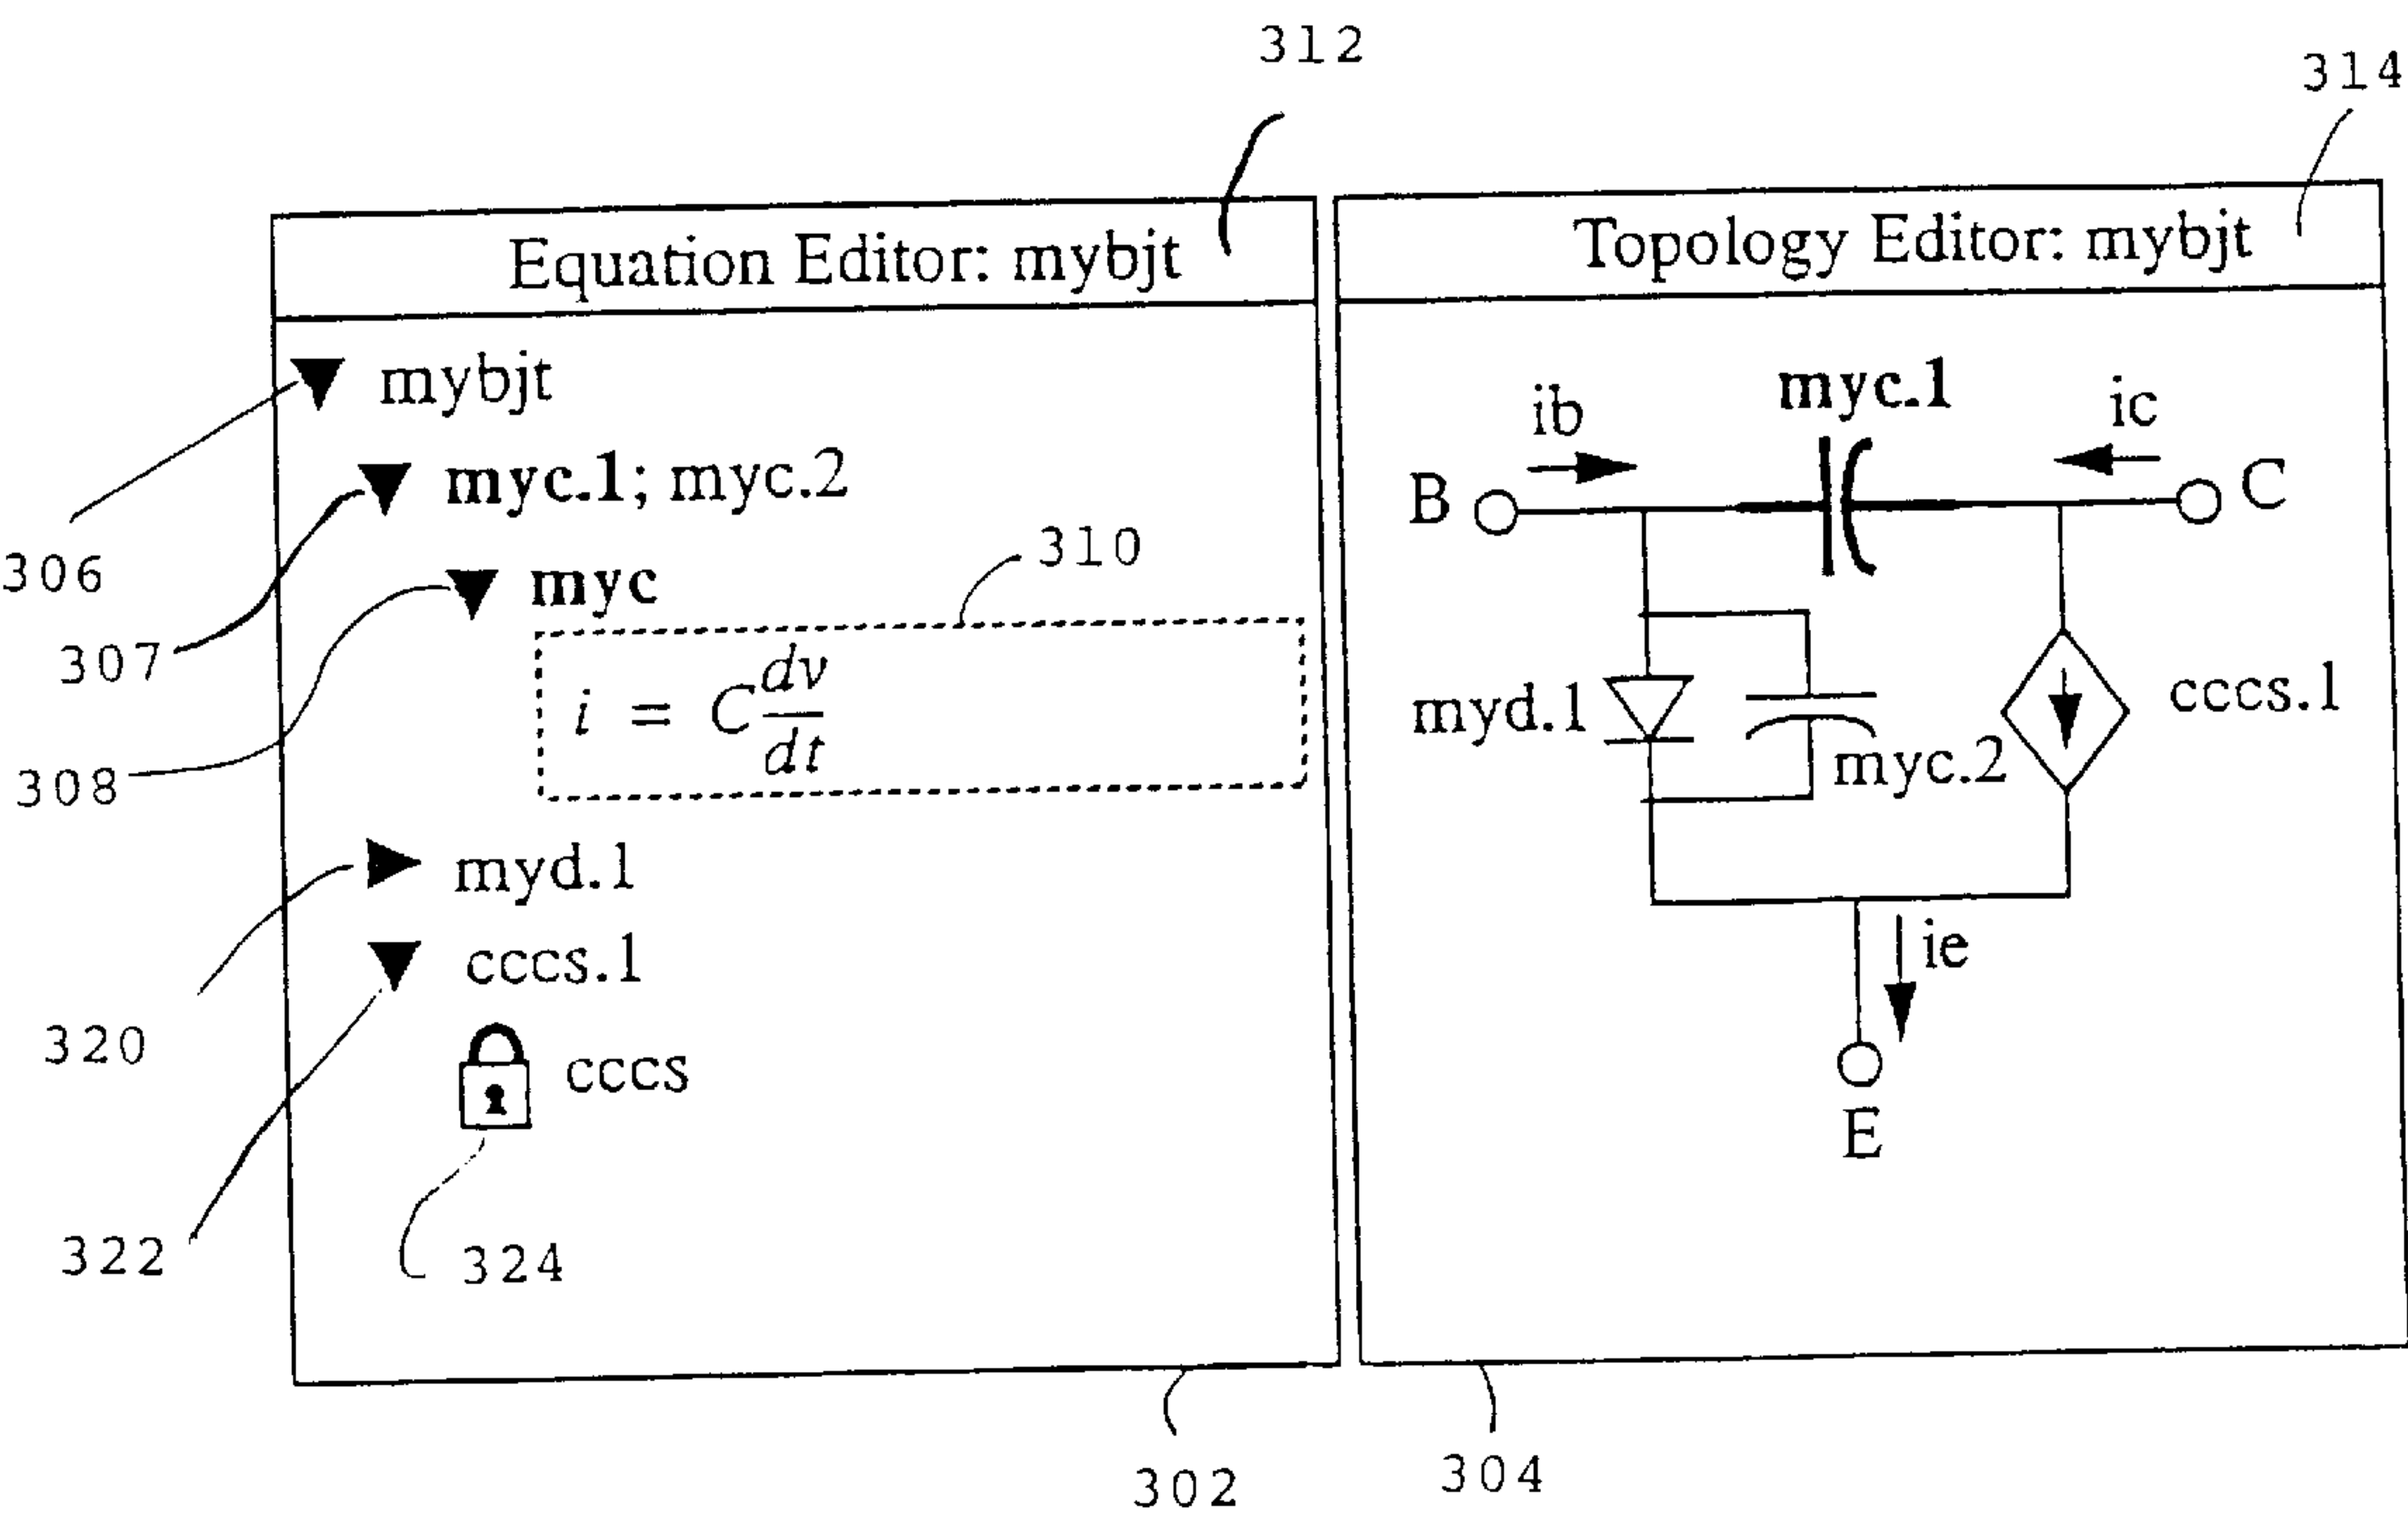 312
314
Equation Editor: mybjt
mybjt
myc.1; myc.2
myc
310
i = C dv/dt
306
307
308
myd.1
cccs.1
cccs
320
322
324
302
Topology Editor: mybjt
myc.1
ib
ic
B
C
myd.1
myc.2
cccs.1
ie
E
304